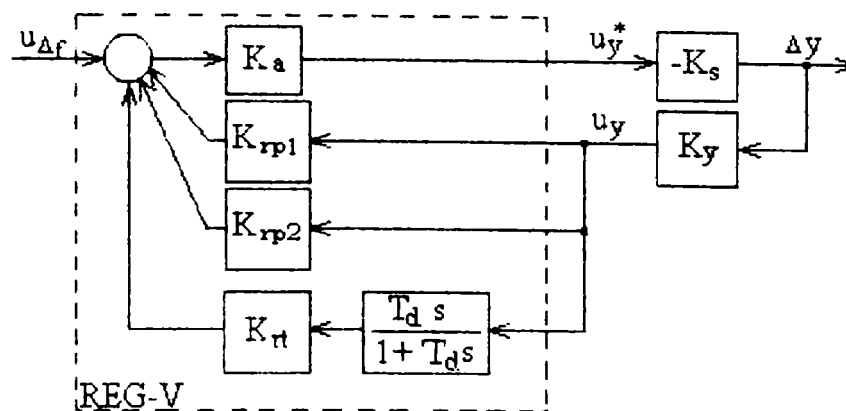 u_Δf
K_a
u_y^*
-K_s
Δy
K_rp1
u_y
K_y
K_rp2
K_rt
T_d s
1 + T_d s
REG-V